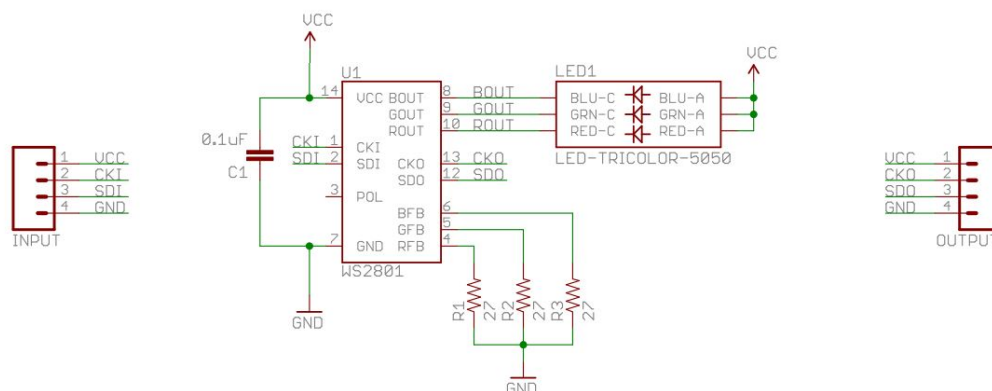 VCC
VCC
U1
LED1
14 VCC BOUT 8 BOUT BLU-C BLU-A
GOUT 9 GOUT GRN-C GRN-A
ROUT 10 ROUT RED-C RED-A
0.1uF
C1
CKI 1 CKI
SDI 2 SDI CKO 13 CKO
SDO 12 SDO
LED-TRICOLOR-5050
3 POL
BFB 6
GFB 5
7 GND RFB 4
WS2801
1 VCC
2 CKI
3 SDI
4 GND
INPUT
VCC 1
CKO 2
SDO 3
GND 4
OUTPUT
R1 27
R2 27
R3 27
GND
GND